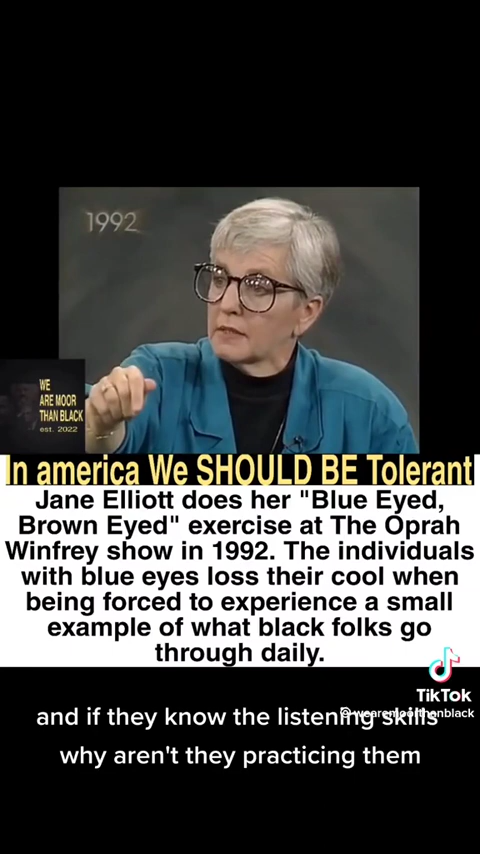 1992
WE
ARE MOOR
THAN BLACK
est. 2022
In america We SHOULD BE Tolerant
Jane Elliott does her "Blue Eyed,
Brown Eyed" exercise at The Oprah
Winfrey show in 1992. The individuals
with blue eyes loss their cool when
being forced to experience a small
example of what black folks go
through daily.
TikTok
@wearemoorthanblack
and if they know the listening skills
why aren't they practicing them